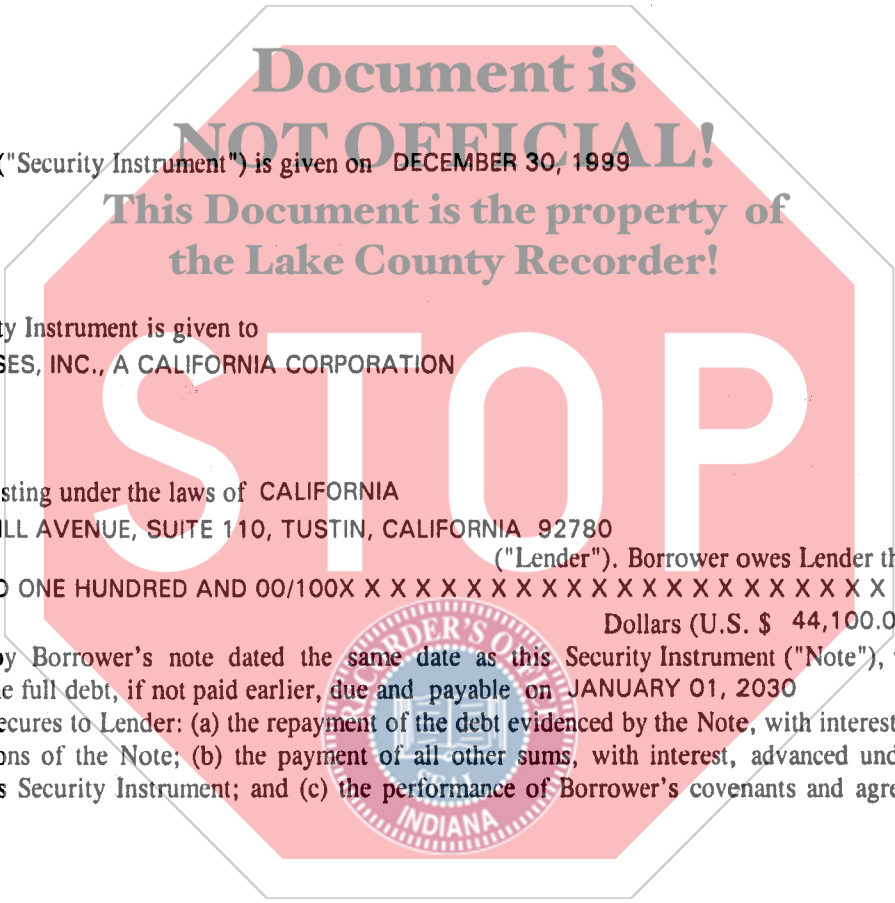 Document is
NOT OFFICIAL!
("Security Instrument") is given on DECEMBER 30, 1999
This Document is the property of
the Lake County Recorder!
ty Instrument is given to
SES, INC., A CALIFORNIA CORPORATION
STOP
sting under the laws of CALIFORNIA
ILL AVENUE, SUITE 110, TUSTIN, CALIFORNIA 92780
("Lender"). Borrower owes Lender th
D ONE HUNDRED AND 00/100X X X X X X X X X X X X X X X X X X X X X X X X
Dollars (U.S. $ 44,100.0
by Borrower's note dated the same date as this Security Instrument ("Note"),
e full debt, if not paid earlier, due and payable on JANUARY 01, 2030
ecures to Lender: (a) the repayment of the debt evidenced by the Note, with interest
ons of the Note; (b) the payment of all other sums, with interest, advanced und
s Security Instrument; and (c) the performance of Borrower's covenants and agre
RECORDER'S OFFICE
SEAL
INDIANA